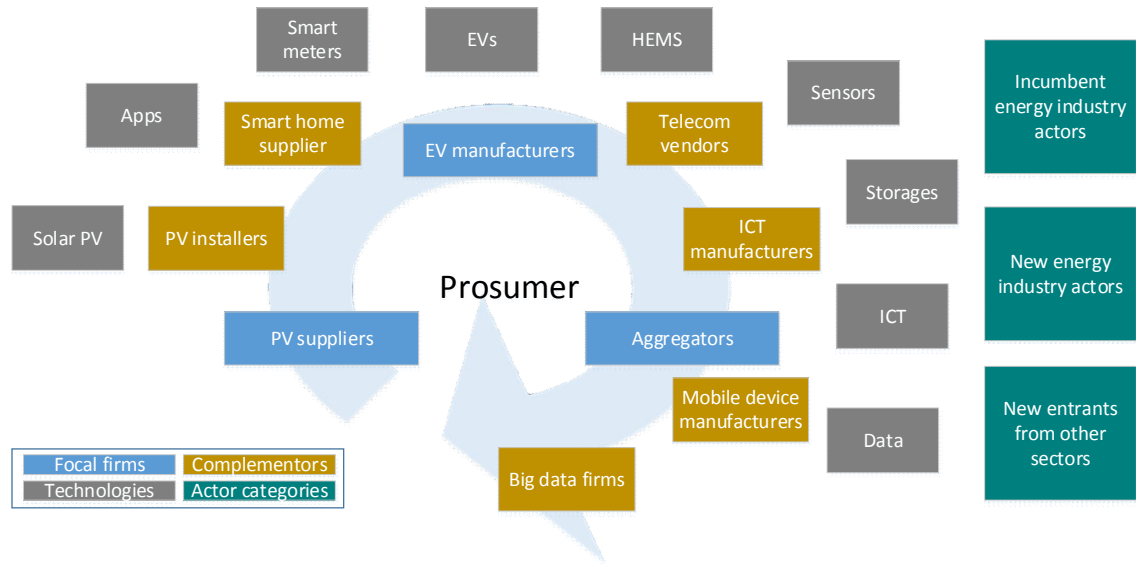 Smart
meters
EVs
HEMS
Apps
Smart home
supplier
EV manufacturers
Telecom
vendors
Sensors
Incumbent
energy industry
actors
Solar PV
PV installers
ICT
manufacturers
Storages
New energy
industry actors
Prosumer
PV suppliers
Aggregators
ICT
Mobile device
manufacturers
Data
New entrants
from other
sectors
Big data firms
Focal firms
Complementors
Technologies
Actor categories